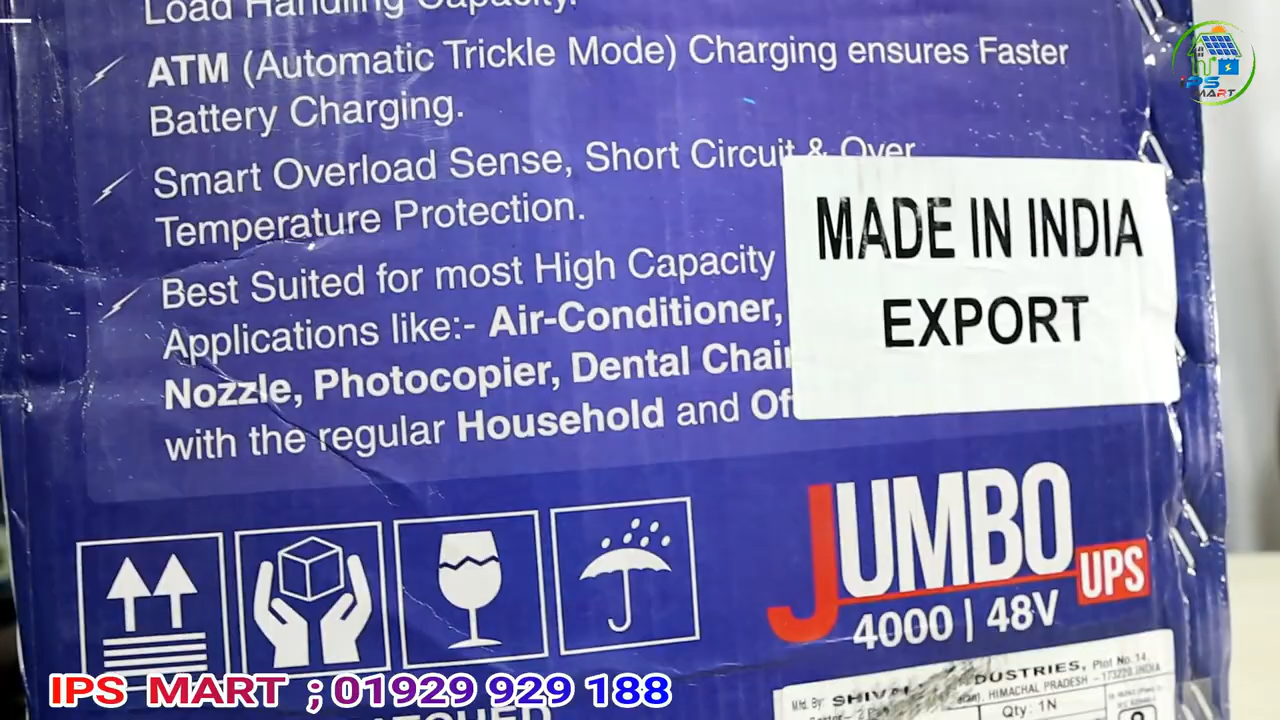 Load Handling Capacity.
ATM (Automatic Trickle Mode) Charging ensures Faster
Battery Charging.
Smart Overload Sense, Short Circuit & Over
Temperature Protection.
Best Suited for most High Capacity
Applications like:- Air-Conditioner,
Nozzle, Photocopier, Dental Chair
with the regular Household and
MADE IN INDIA
EXPORT
JUMBO
UPS
4000 | 48V
Mfd. By
DUSTRIES, Plot No.14,
HIMACHAL PRADESH - 173220 INDIA
Qty: 1N
IPS MART ; 01929 929 188
IPS
MART